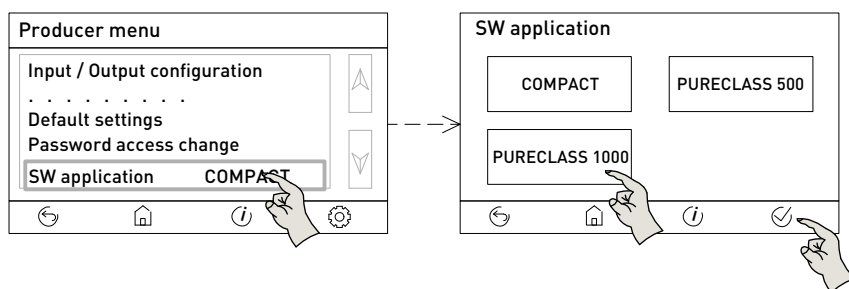 Producer menu
Input / Output configuration
. . . . . . . . .
Default settings
Password access change
SW application COMPACT
i
SW application
COMPACT PURECLASS 500
PURECLASS 1000
i